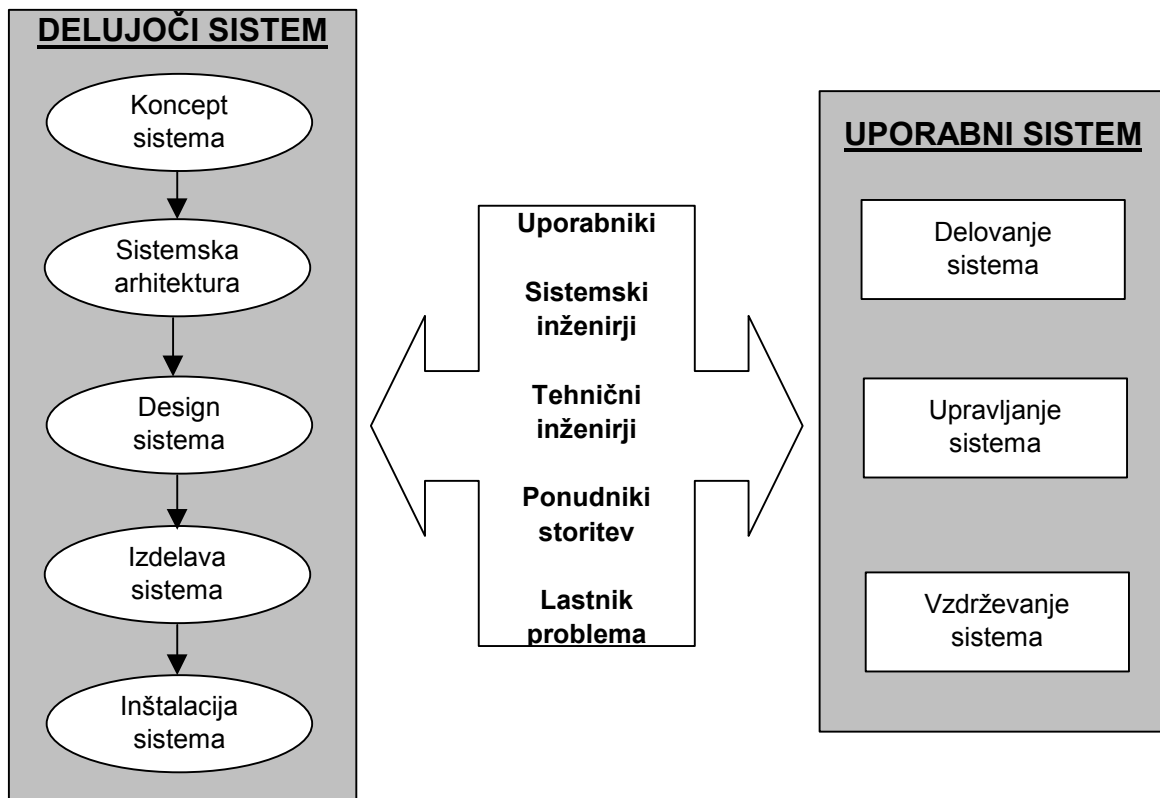 DELUJOČI SISTEM
Koncept
sistema
Sistemska
arhitektura
Design
sistema
Izdelava
sistema
Inštalacija
sistema
Uporabniki
Sistemski
inženirji
Tehnični
inženirji
Ponudniki
storitev
Lastnik
problema
UPORABNI SISTEM
Delovanje
sistema
Upravljanje
sistema
Vzdrževanje
sistema